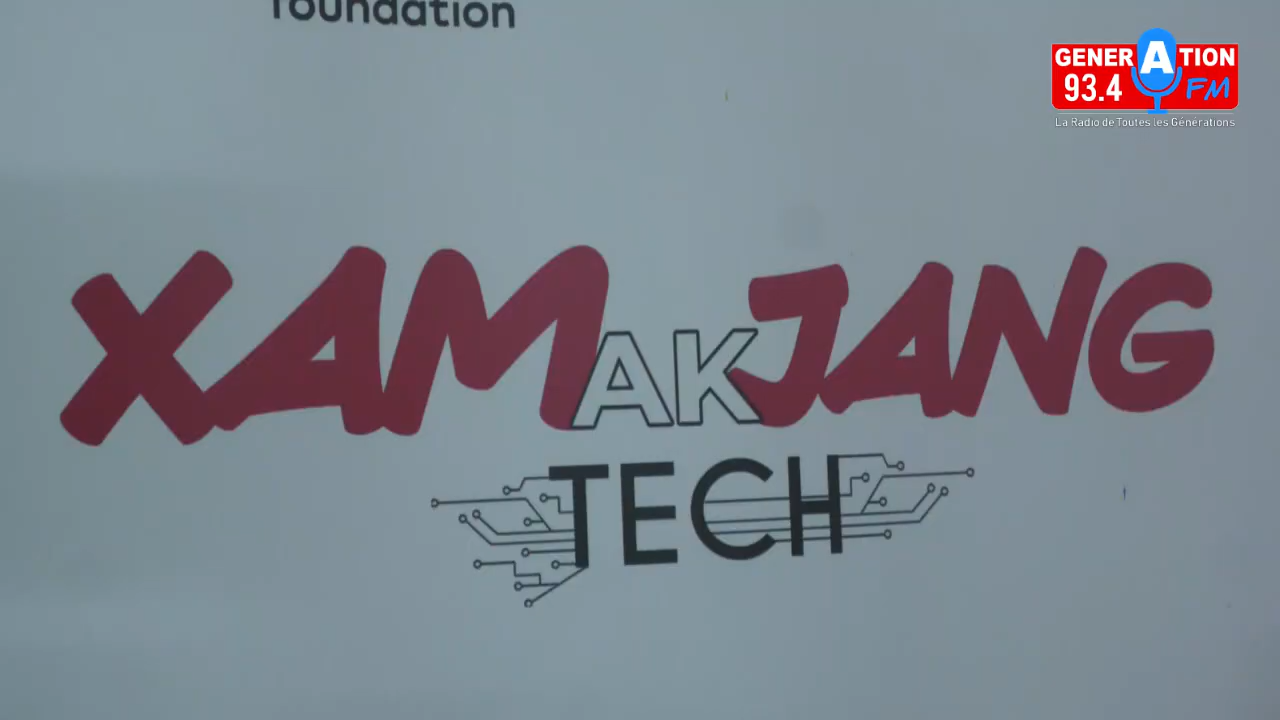 foundation
GENERATION
93.4 FM
La Radio de Toutes les Générations
XAM AK JANG
TECH